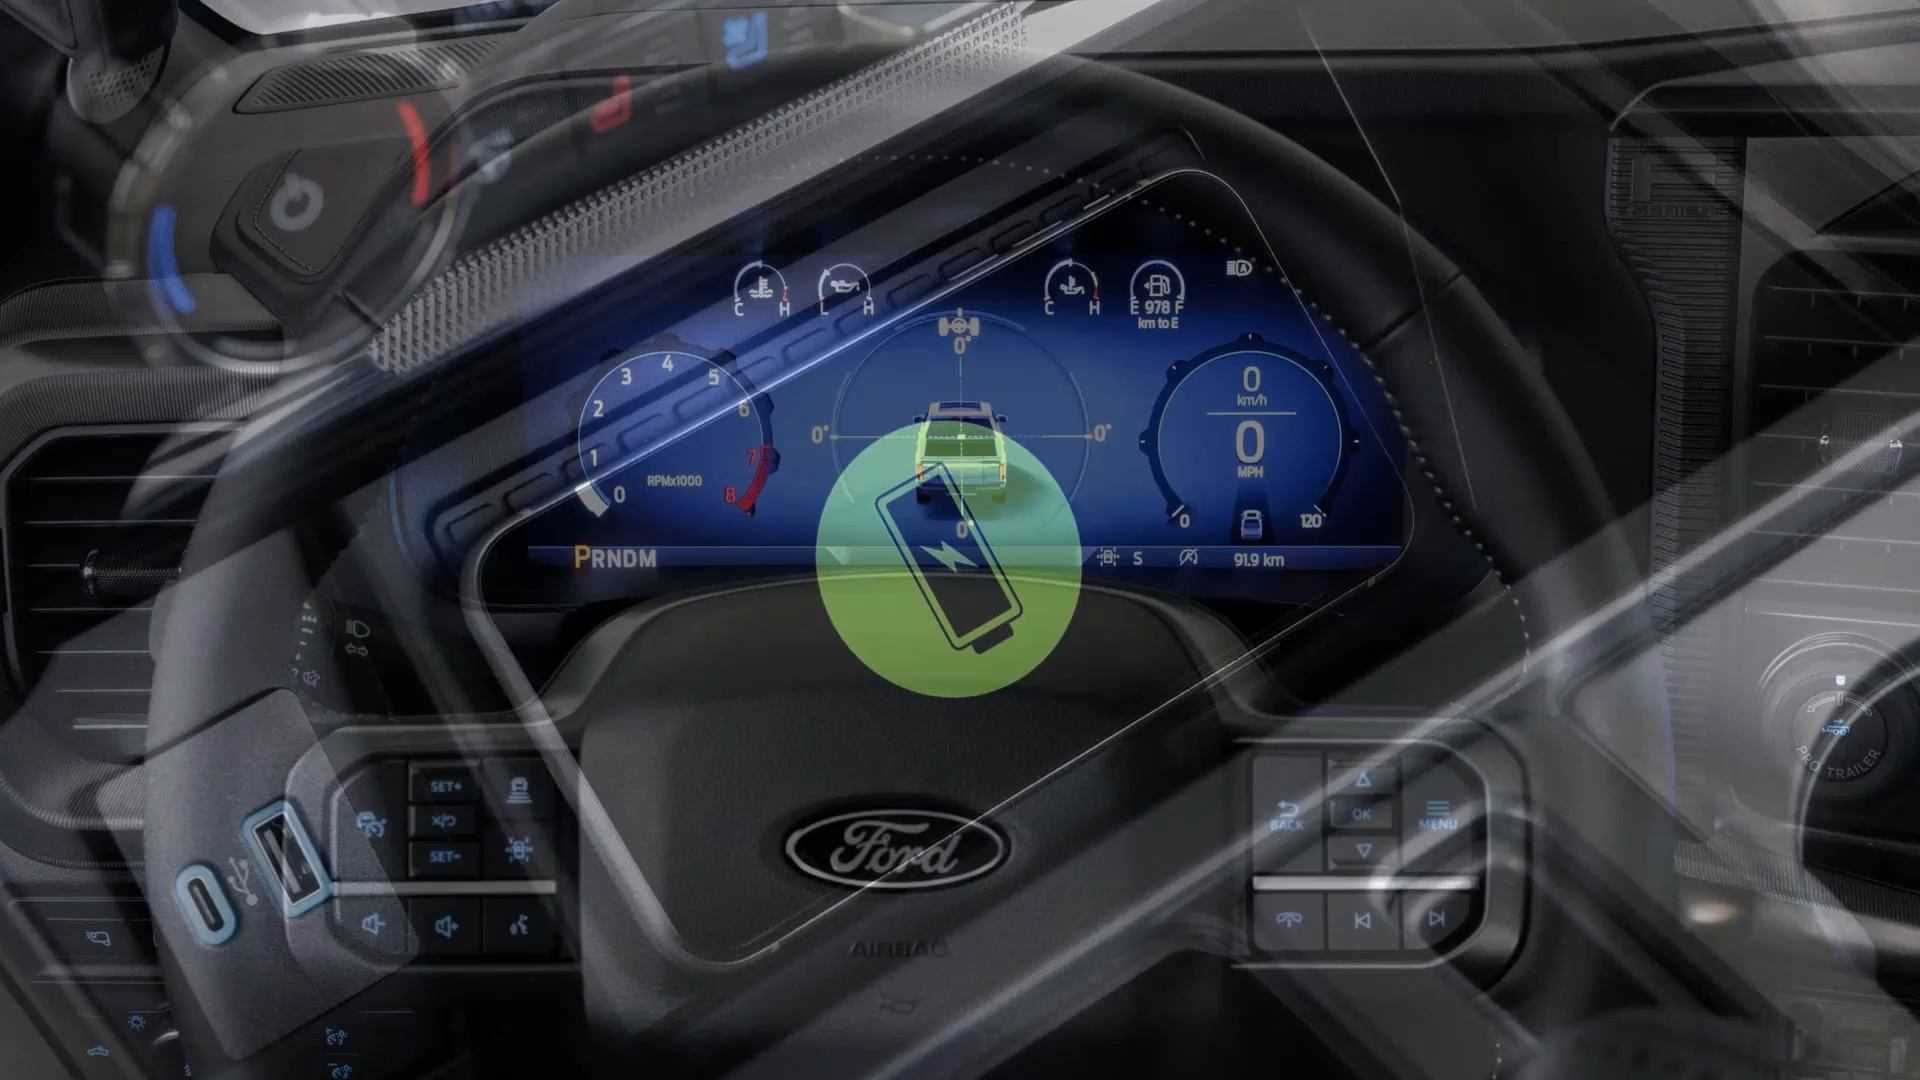 C H
L H
C H
E 978 F
km to E
0°
0°
0°
0°
0
1
2
3
4
5
6
7
8
RPMx1000
0
km/h
0
MPH
0
120
PRNDM
S
91.9 km
SET+
SET-
BACK
OK
MENU
Ford
AIRBAG
PRO TRAILER